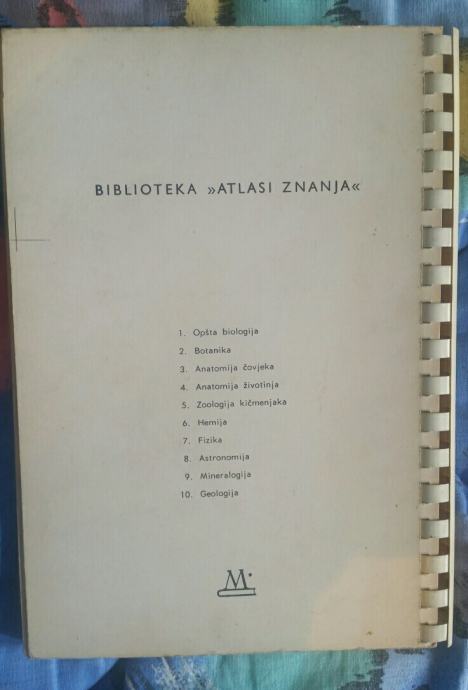 BIBLIOTEKA »ATLASI ZNANJA«
1. Opšta biologija
2. Botanika
3. Anatomija čovjeka
4. Anatomija životinja
5. Zoologija kičmenjaka
6. Hemija
7. Fizika
8. Astronomija
9. Mineralogija
10. Geologija
M